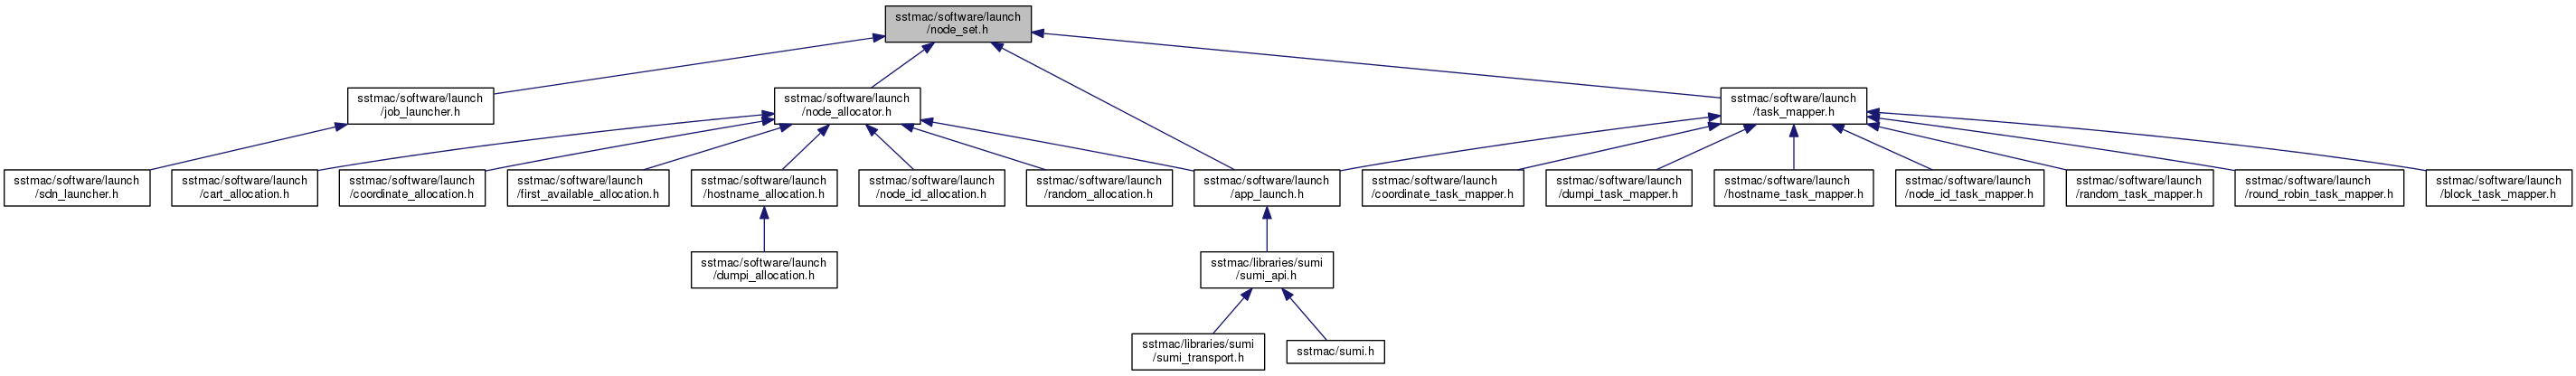 sstmac/software/launch
/node_set.h
sstmac/software/launch
/job_launcher.h
sstmac/software/launch
/node_allocator.h
sstmac/software/launch
/task_mapper.h
sstmac/software/launch
/sdn_launcher.h
sstmac/software/launch
/cart_allocation.h
sstmac/software/launch
/coordinate_allocation.h
sstmac/software/launch
/first_available_allocation.h
sstmac/software/launch
/hostname_allocation.h
sstmac/software/launch
/node_id_allocation.h
sstmac/software/launch
/random_allocation.h
sstmac/software/launch
/app_launch.h
sstmac/software/launch
/coordinate_task_mapper.h
sstmac/software/launch
/dumpi_task_mapper.h
sstmac/software/launch
/hostname_task_mapper.h
sstmac/software/launch
/node_id_task_mapper.h
sstmac/software/launch
/random_task_mapper.h
sstmac/software/launch
/round_robin_task_mapper.h
sstmac/software/launch
/block_task_mapper.h
sstmac/software/launch
/dumpi_allocation.h
sstmac/libraries/sumi
/sumi_api.h
sstmac/libraries/sumi
/sumi_transport.h
sstmac/sumi.h